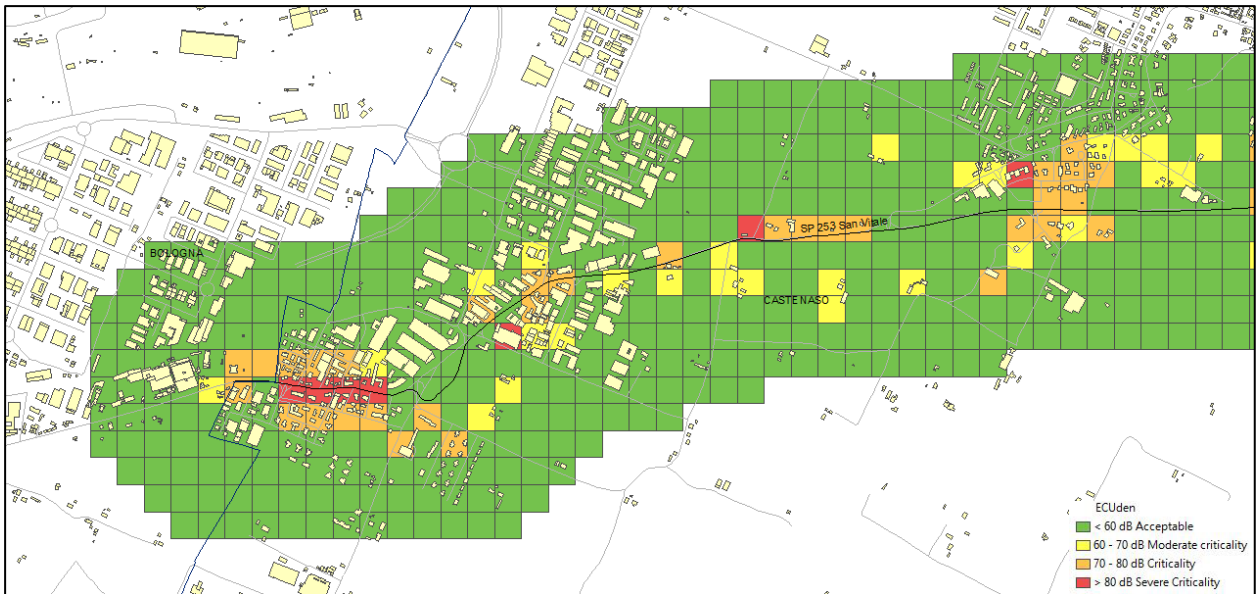 SP 253 San Vitale
BOLOGNA
CASTENASO
ECUden
< 60 dB Acceptable
60 - 70 dB Moderate criticality
70 - 80 dB Criticality
> 80 dB Severe Criticality